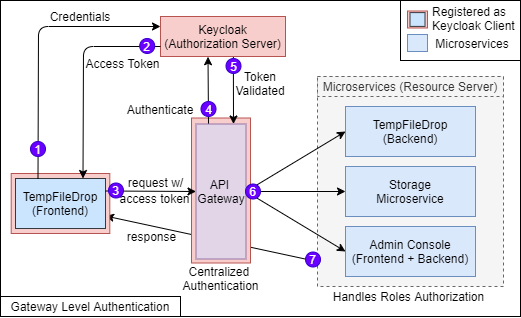 Credentials
Keycloak
(Authorization Server)
Registered as
Keycloak Client
Microservices
2
Access Token
5
Token
Validated
Microservices (Resource Server)
4
Authenticate
TempFileDrop
(Backend)
1
3
request w/
access token
TempFileDrop
(Frontend)
API
Gateway
6
Storage
Microservice
response
7
Admin Console
(Frontend + Backend)
Centralized
Authentication
Handles Roles Authorization
Gateway Level Authentication